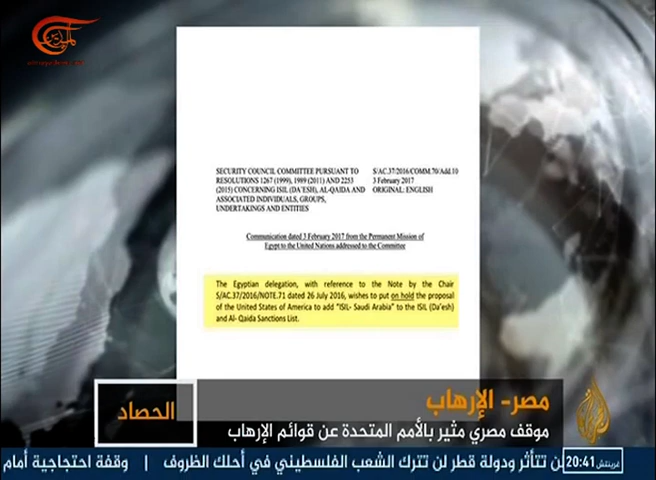 الميادين
SECURITY COUNCIL COMMITTEE PURSUANT TO
RESOLUTIONS 1267 (1999), 1989 (2011) AND 2253
(2015) CONCERNING ISIL (DA'ESH), AL-QAIDA AND
ASSOCIATED INDIVIDUALS, GROUPS,
UNDERTAKINGS AND ENTITIES
S/AC.37/2016/COMM.70/Add.10
3 February 2017
ORIGINAL: ENGLISH
Communication dated 3 February 2017 from the Permanent Mission of
Egypt to the United Nations addressed to the Committee
The Egyptian delegation, with reference to the Note by the Chair
S/AC.37/2016/NOTE.71 dated 26 July 2016, wishes to put on hold the proposal
of the United States of America to add "ISIL- Saudi Arabia" to the ISIL (Da'esh)
and Al- Qaida Sanctions List.
الحصاد
مصر- الإرهاب
موقف مصري مثير بالأمم المتحدة عن قوائم الإرهاب
ن تتأثر ودولة قطر لن تترك الشعب الفلسطيني في أحلك الظروف | وقفة احتجاجية أمام
20:41 غرينتش